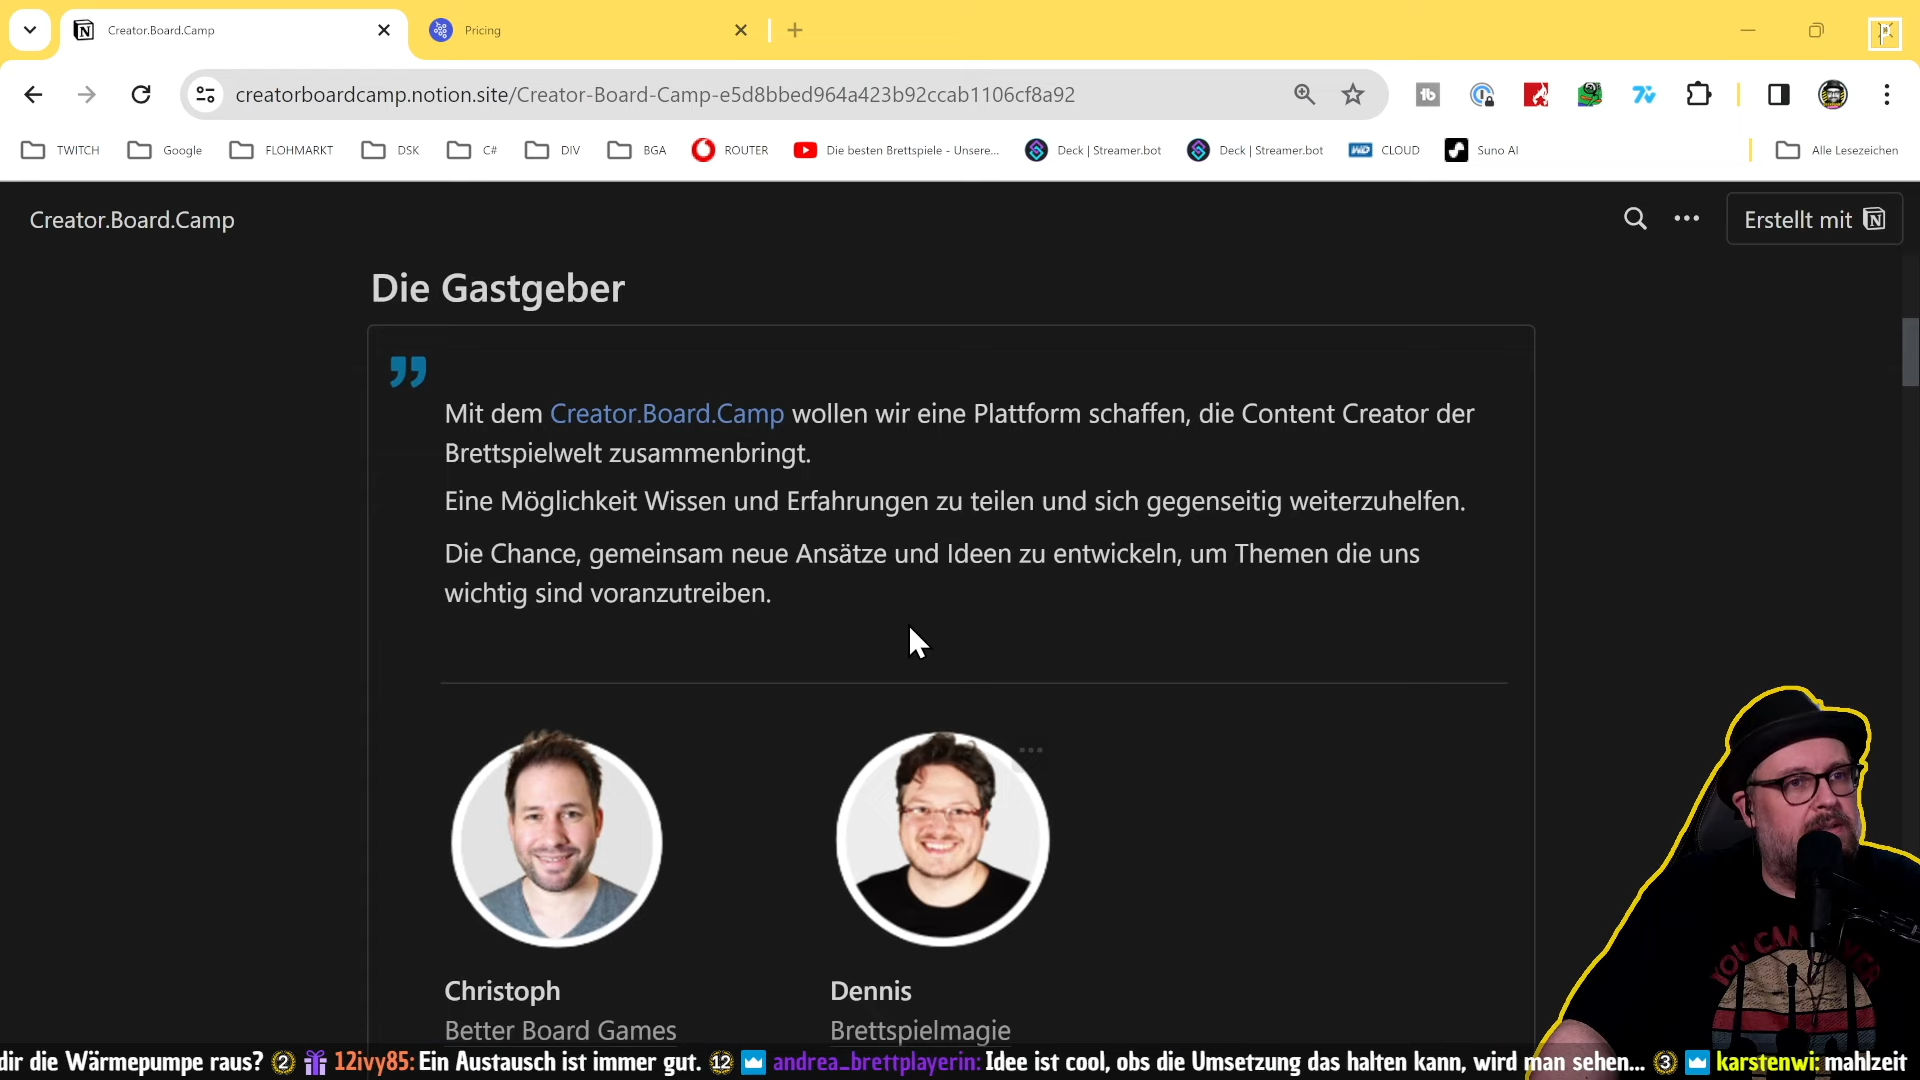 Creator.Board.Camp
Pricing
creatorboardcamp.notion.site/Creator-Board-Camp-e5d8bbed964a423b92ccab1106cf8a92
TWITCH
Google
FLOHMARKT
DSK
C#
DIV
BGA
ROUTER
Die besten Brettspiele - Unsere...
Deck | Streamer.bot
Deck | Streamer.bot
CLOUD
Suno AI
Alle Lesezeichen
Creator.Board.Camp
Erstellt mit
Die Gastgeber
Mit dem Creator.Board.Camp wollen wir eine Plattform schaffen, die Content Creator der
Brettspielwelt zusammenbringt.
Eine Möglichkeit Wissen und Erfahrungen zu teilen und sich gegenseitig weiterzuhelfen.
Die Chance, gemeinsam neue Ansätze und Ideen zu entwickeln, um Themen die uns
wichtig sind voranzutreiben.
Christoph
Better Board Games
Dennis
Brettspielmagie
YOU CAN
dir die Wärmepumpe raus? 2 12ivy85: Ein Austausch ist immer gut. 12 andrea_brettplayerin: Idee ist cool, obs die Umsetzung das halten kann, wird man sehen... 3 karstenwi: mahlzeit